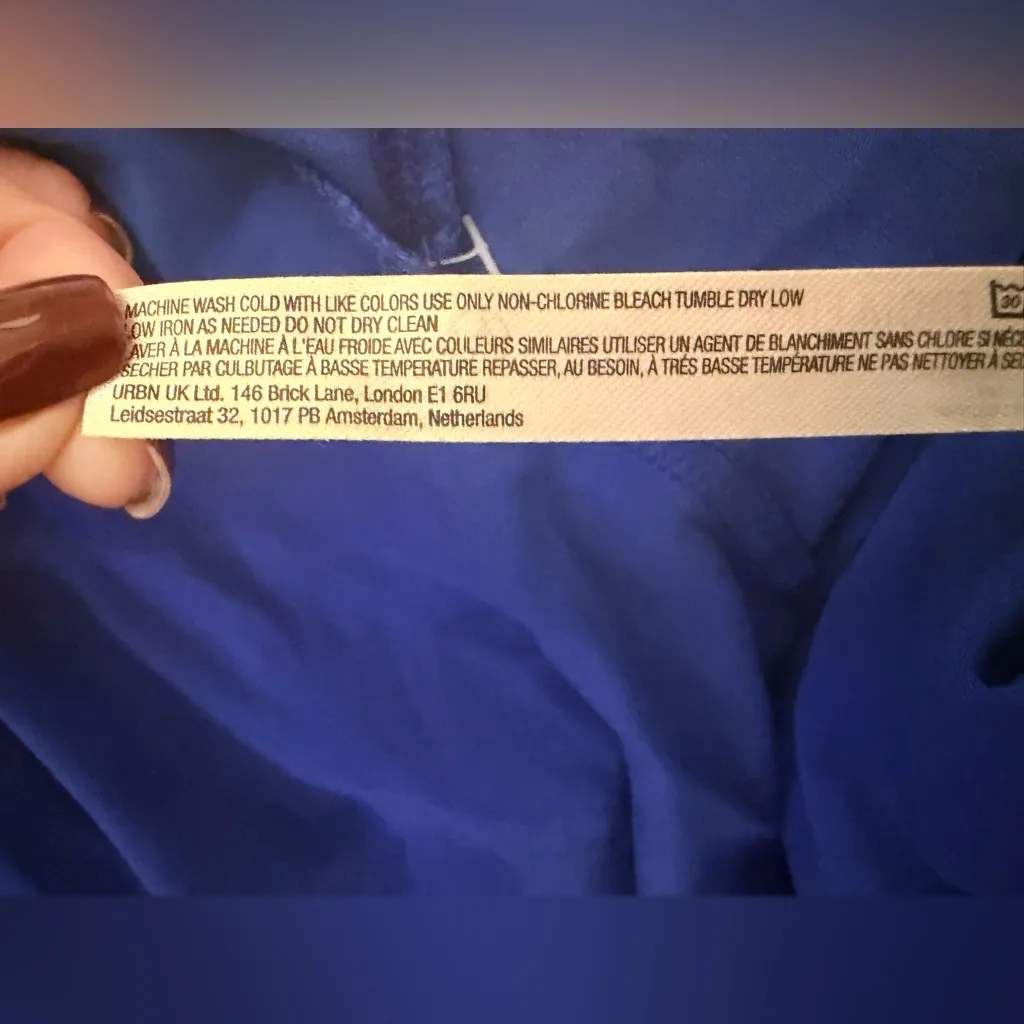 MACHINE WASH COLD WITH LIKE COLORS USE ONLY NON-CHLORINE BLEACH TUMBLE DRY LOW
LOW IRON AS NEEDED DO NOT DRY CLEAN
LAVER À LA MACHINE À L'EAU FROIDE AVEC COULEURS SIMILAIRES UTILISER UN AGENT DE BLANCHIMENT SANS CHLORE SI
SECHER PAR CULBUTAGE À BASSE TEMPERATURE REPASSER, AU BESOIN, À TRÉS BASSE TEMPÉRATURE NE PAS NETTOYER À
URBN UK Ltd. 146 Brick Lane, London E1 6RU
Leidsestraat 32, 1017 PB Amsterdam, Netherlands
30